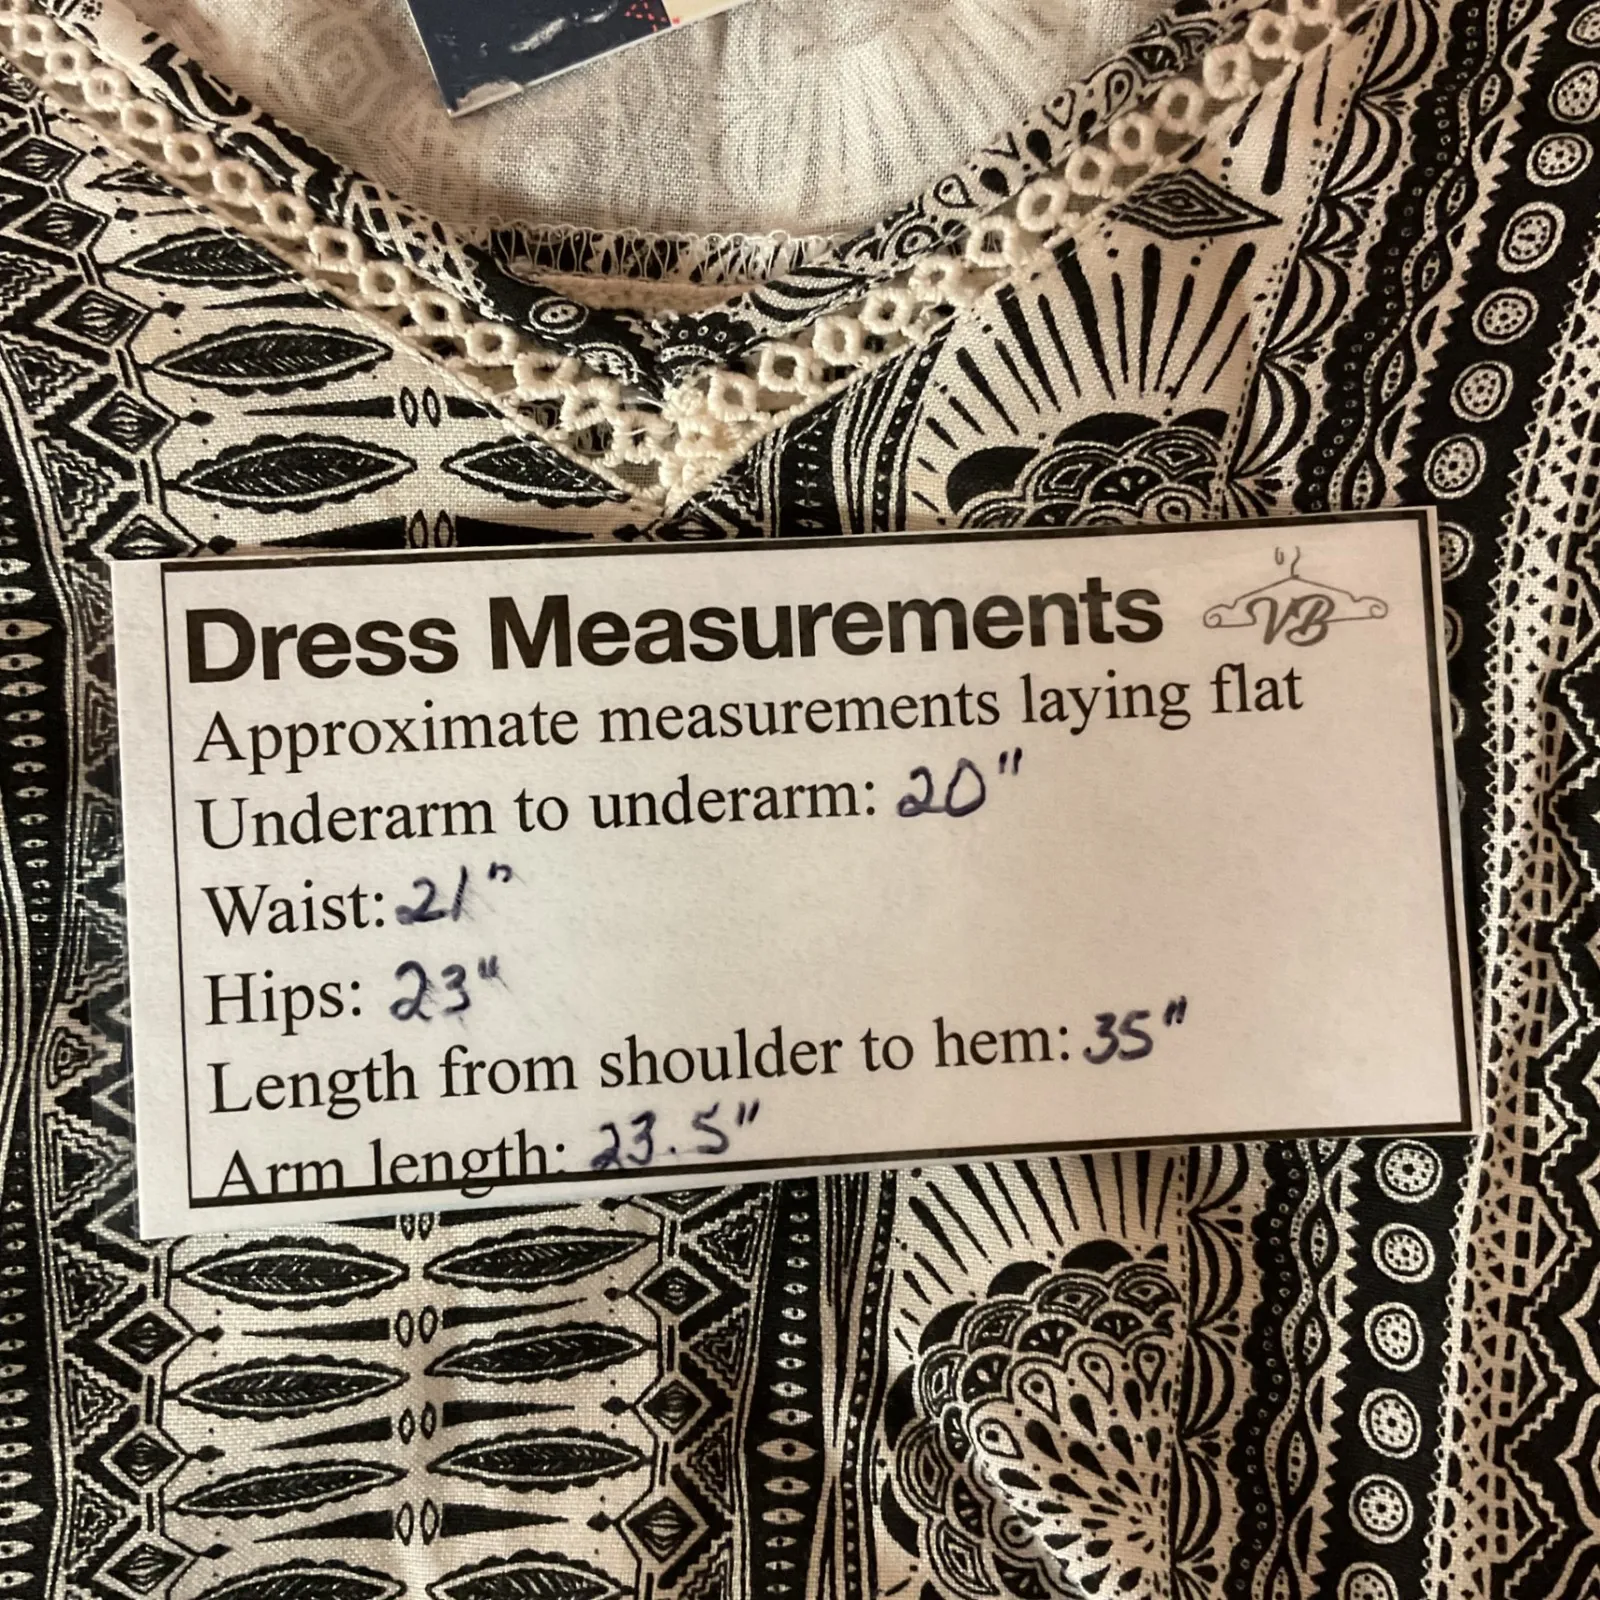 Dress Measurements
VB
Approximate measurements laying flat
Underarm to underarm: 20"
Waist: 21"
Hips: 23"
Length from shoulder to hem: 35"
Arm length: 23.5"